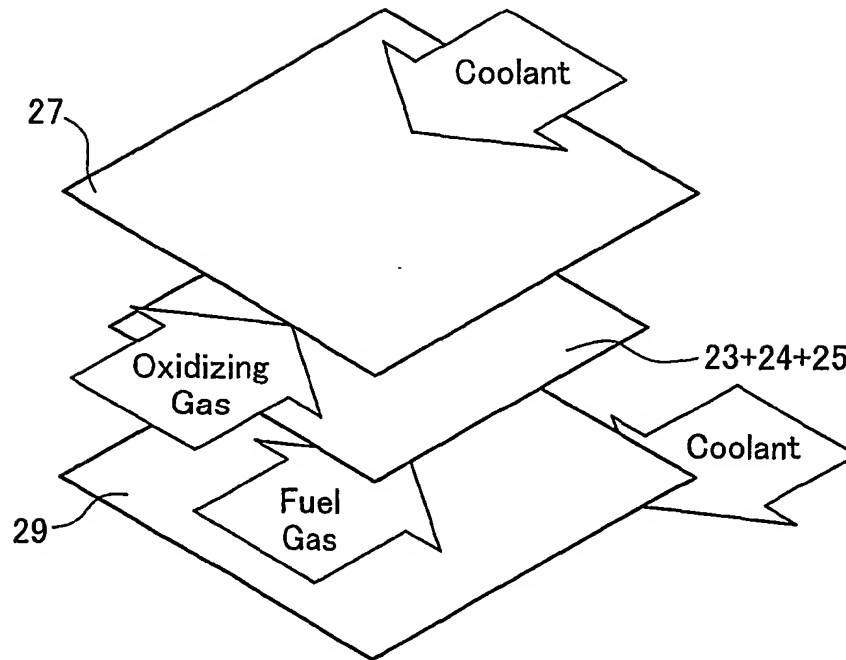 Coolant
27
Oxidizing
Gas
23+24+25
Coolant
Fuel
Gas
29